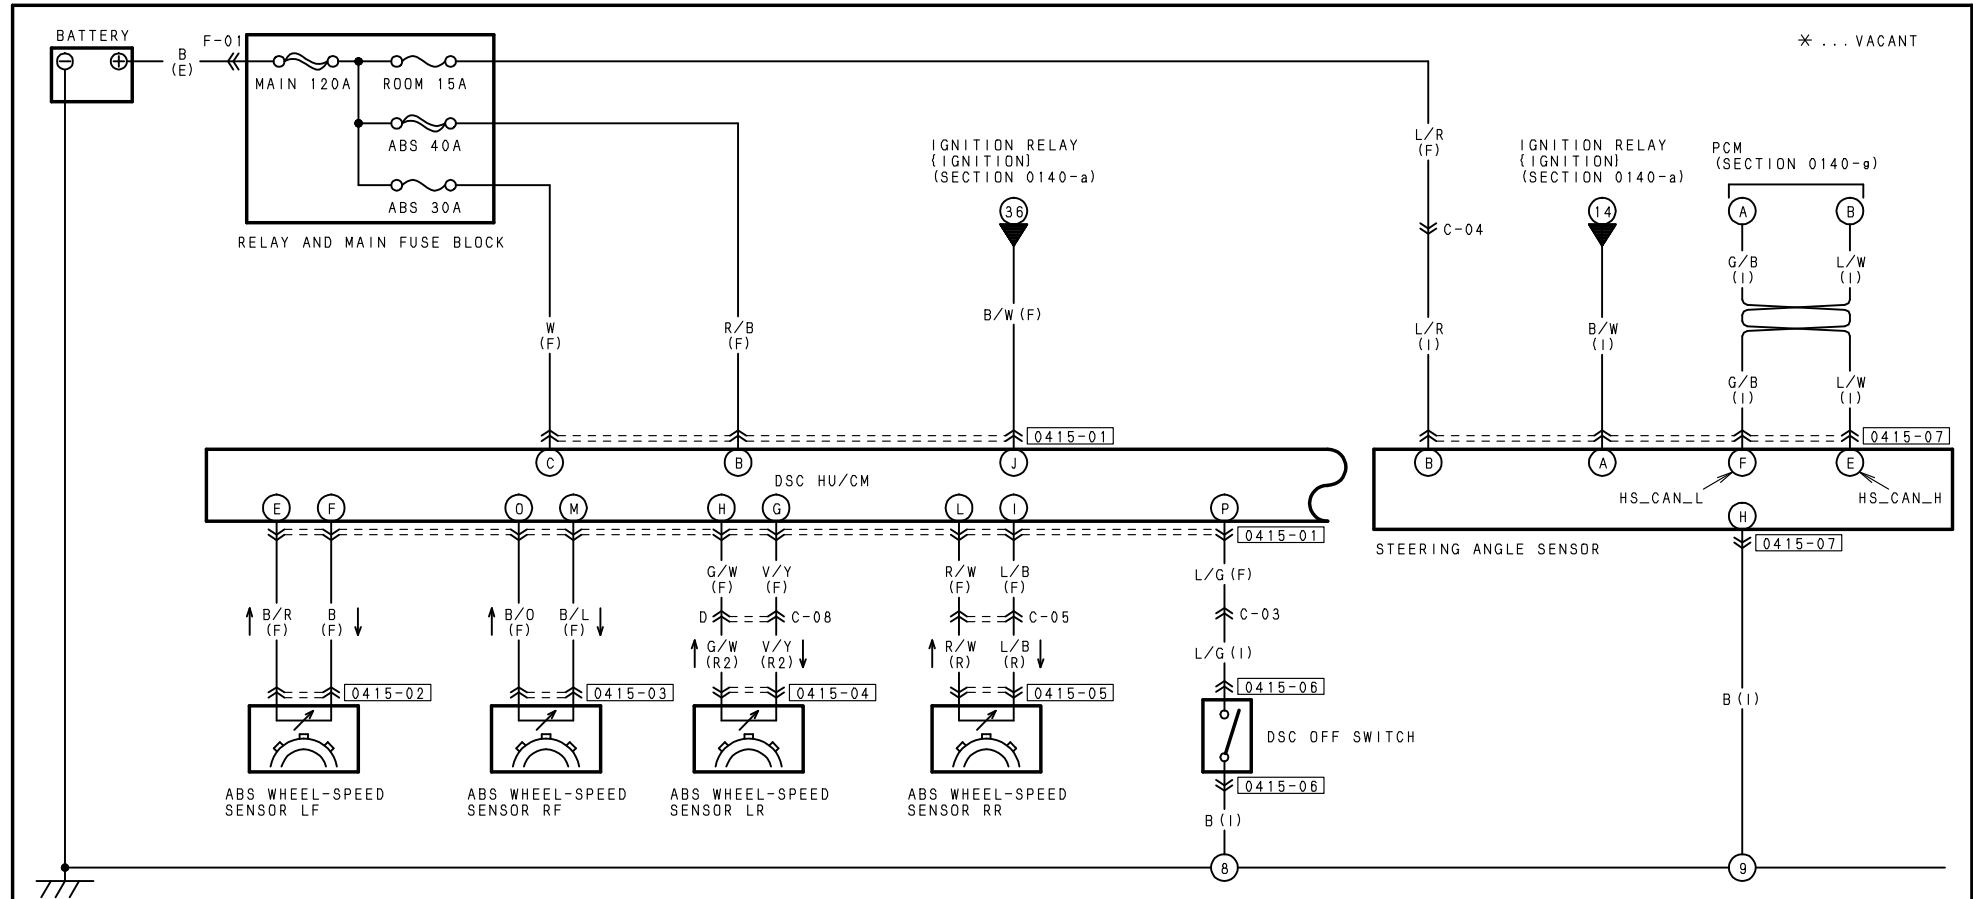 BATTERY
B
(E)
F-01
MAIN 120A
ROOM 15A
ABS 40A
ABS 30A
RELAY AND MAIN FUSE BLOCK
* ... VACANT
IGNITION RELAY
{IGNITION}
(SECTION 0140-a)
36
L/R
(F)
C-04
IGNITION RELAY
{IGNITION}
(SECTION 0140-a)
14
PCM
(SECTION 0140-g)
A
B
G/B
(I)
L/W
(I)
W
(F)
R/B
(F)
B/W (F)
L/R
(I)
B/W
(I)
G/B
(I)
L/W
(I)
0415-01
0415-07
C
B
J
DSC HU/CM
B
A
F
E
HS_CAN_L
HS_CAN_H
E
F
O
M
H
G
L
I
P
H
0415-01
STEERING ANGLE SENSOR
0415-07
B/R
(F)
B
(F)
B/O
(F)
B/L
(F)
G/W
(F)
V/Y
(F)
D
C-08
G/W
(R2)
V/Y
(R2)
R/W
(F)
L/B
(F)
C-05
R/W
(R)
L/B
(R)
L/G (F)
C-03
L/G (I)
0415-02
0415-03
0415-04
0415-05
0415-06
DSC OFF SWITCH
0415-06
B (I)
B (I)
ABS WHEEL-SPEED
SENSOR LF
ABS WHEEL-SPEED
SENSOR RF
ABS WHEEL-SPEED
SENSOR LR
ABS WHEEL-SPEED
SENSOR RR
8
9